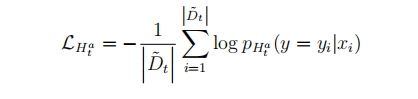 $$\mathcal{L}_{H_t^a} = -\frac{1}{\left|\tilde{D}_t\right|} \sum_{i=1}^{\left|\tilde{D}_t\right|} \log p_{H_t^a}(y = y_i | x_i)$$